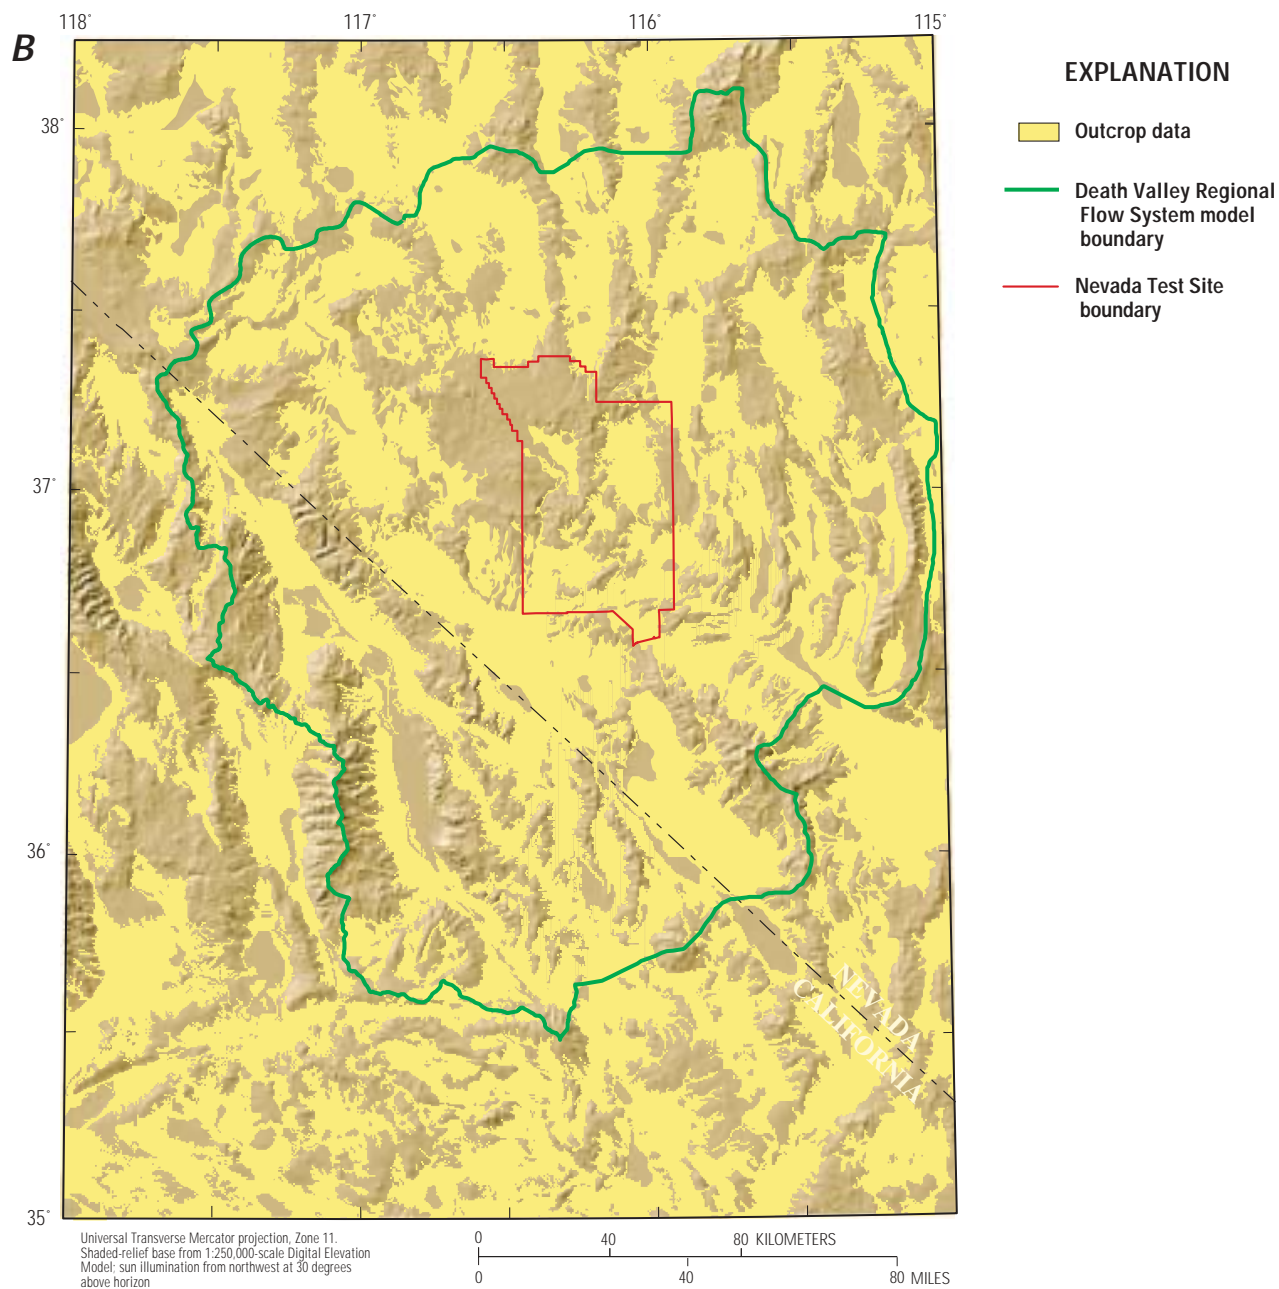 B
118°
117°
116°
115°
38°
37°
36°
35°
NEVADA
CALIFORNIA
EXPLANATION
Outcrop data
Death Valley Regional
Flow System model
boundary
Nevada Test Site
boundary
Universal Transverse Mercator projection, Zone 11.
Shaded-relief base from 1:250,000-scale Digital Elevation
Model; sun illumination from northwest at 30 degrees
above horizon
0 40 80 KILOMETERS
0 40 80 MILES